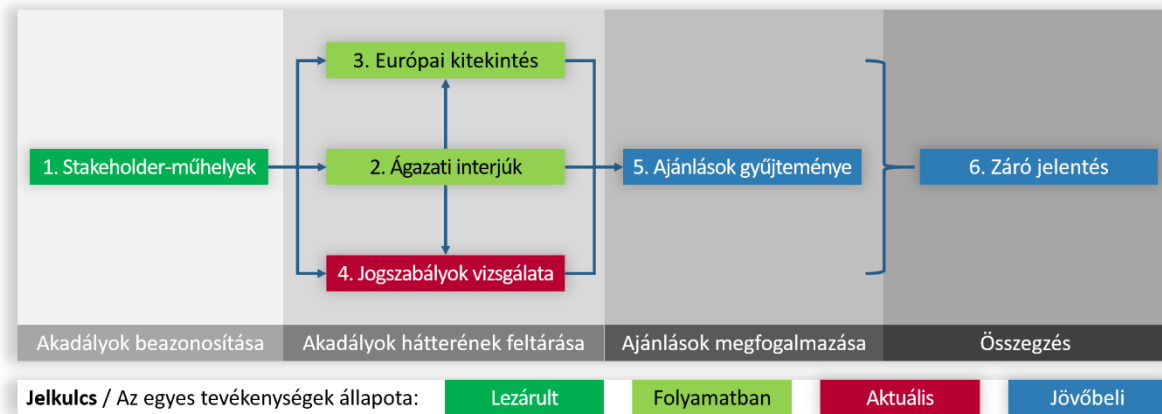 3. Európai kitekintés
1. Stakeholder-műhelyek
2. Ágazati interjúk
5. Ajánlások gyűjteménye
6. Záró jelentés
4. Jogszabályok vizsgálata
Akadályok beazonosítása
Akadályok hátterének feltárása
Ajánlások megfogalmazása
Összegzés
Jelkulcs / Az egyes tevékenységek állapota:
Lezárult
Folyamatban
Aktuális
Jövőbeli